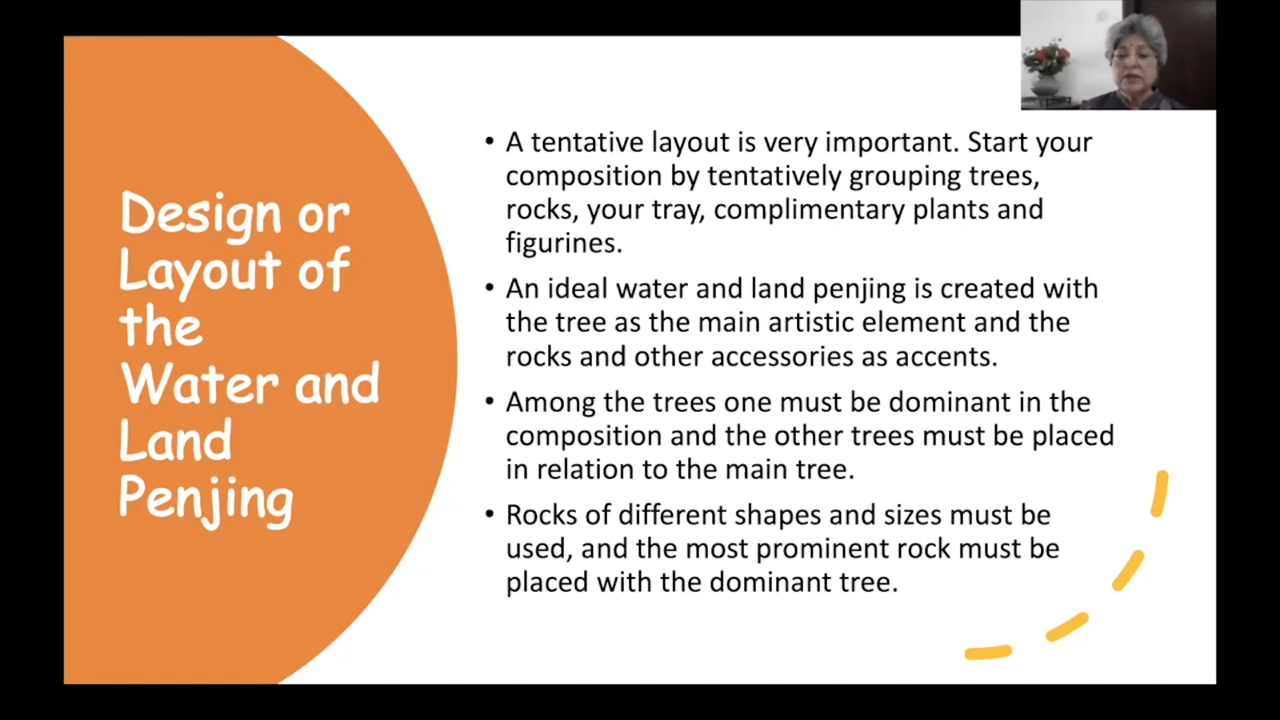 Design or
Layout of
the
Water and
Land
Penjing
• A tentative layout is very important. Start your
composition by tentatively grouping trees,
rocks, your tray, complimentary plants and
figurines.
• An ideal water and land penjing is created with
the tree as the main artistic element and the
rocks and other accessories as accents.
• Among the trees one must be dominant in the
composition and the other trees must be placed
in relation to the main tree.
• Rocks of different shapes and sizes must be
used, and the most prominent rock must be
placed with the dominant tree.